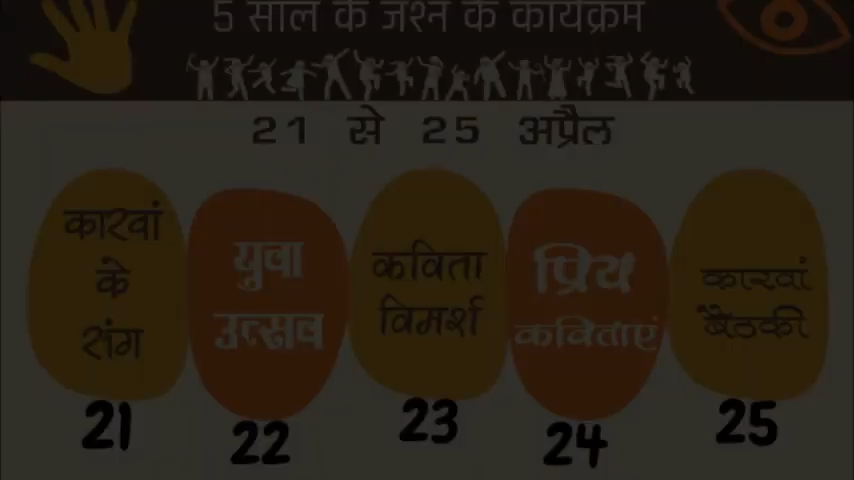 5 साल के जश्न के कार्यक्रम
21 से 25 अप्रैल
कारवां
के
संग
21
युवा
उत्सव
22
कविता
विमर्श
23
प्रिय
कविताएं
24
कारवां
बैठकी
25